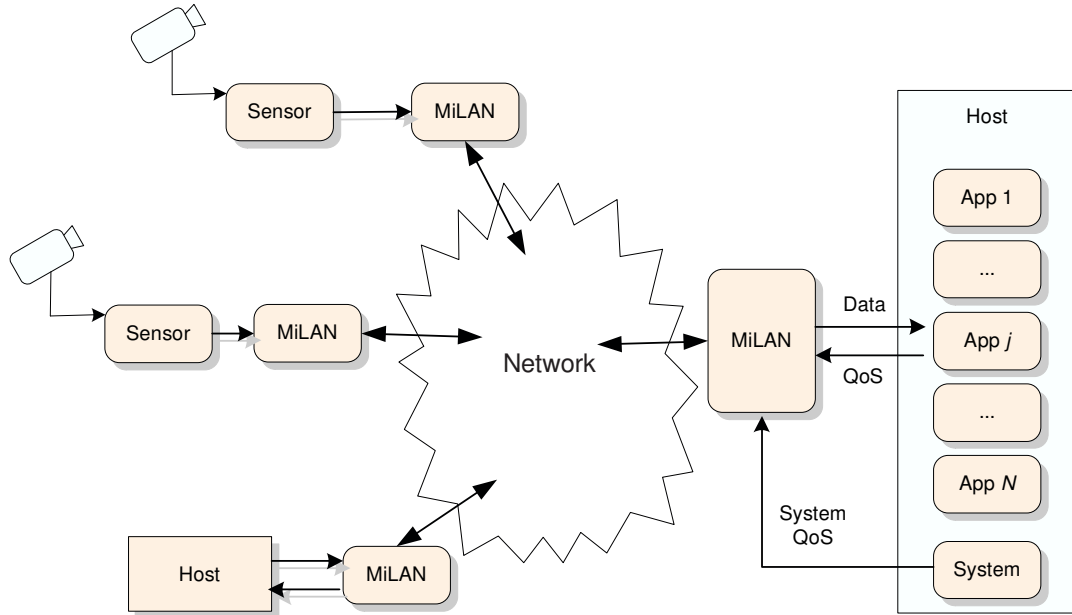 Sensor
MiLAN
Host
App 1
...
Sensor
MiLAN
Network
MiLAN
Data
QoS
App j
...
App N
System
QoS
Host
MiLAN
System